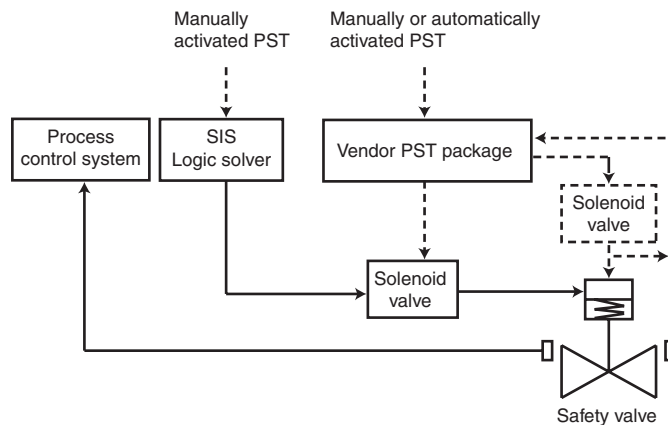 Manually
activated PST
Manually or automatically
activated PST
Process
control system
SIS
Logic solver
Vendor PST package
Solenoid
valve
Solenoid
valve
Safety valve